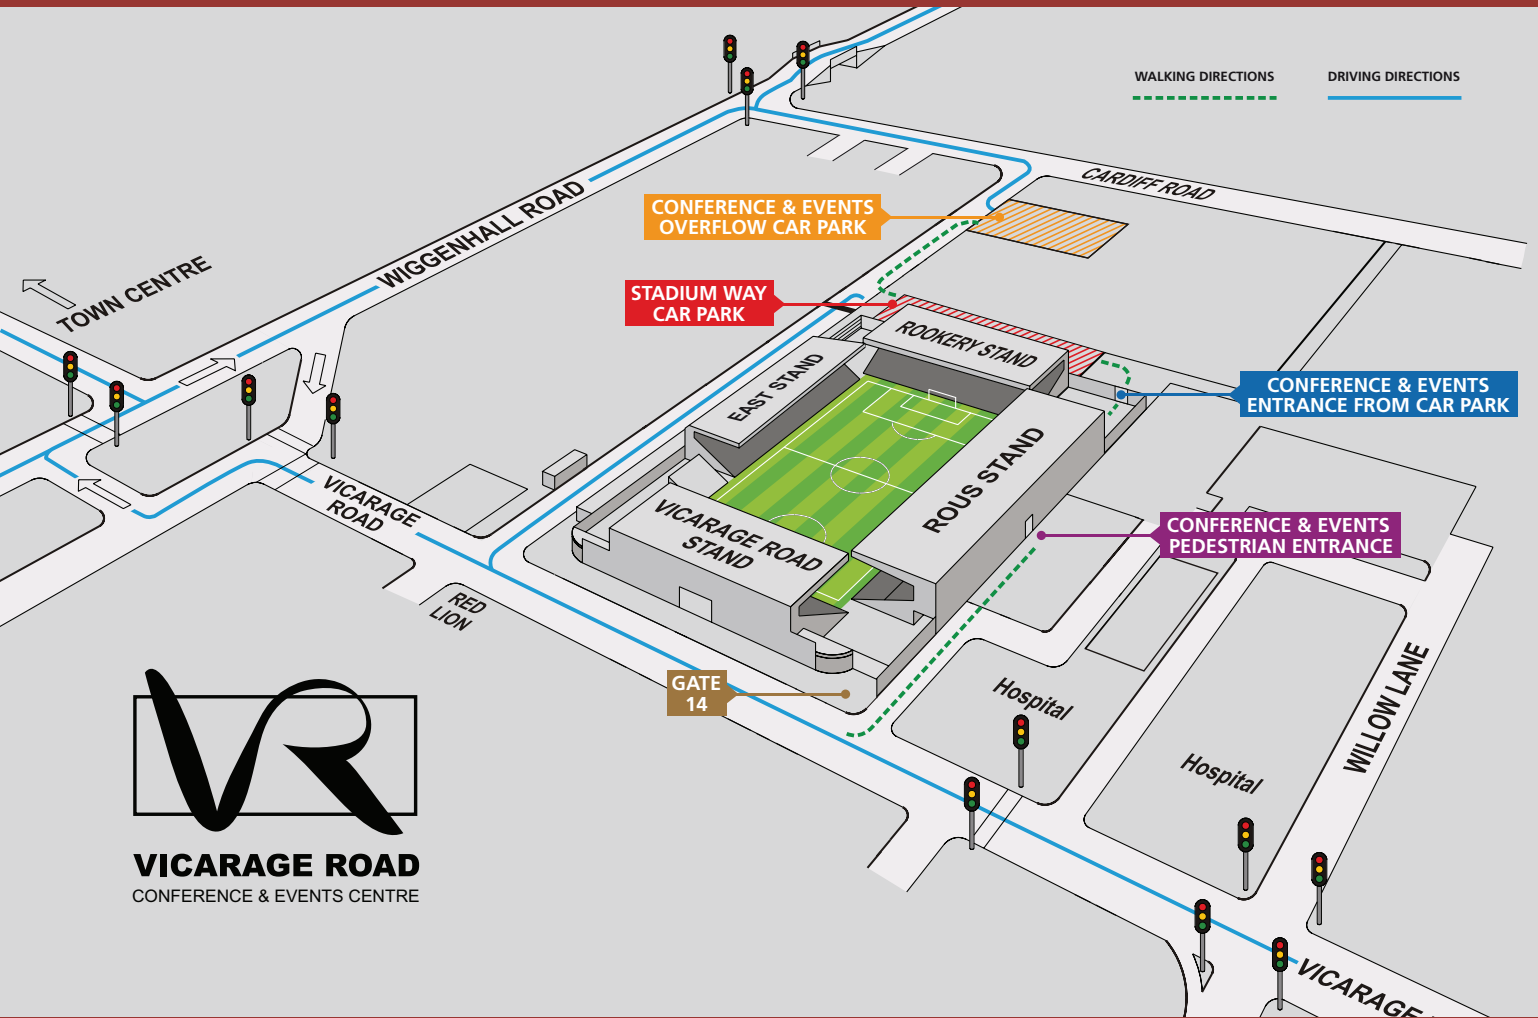 WALKING DIRECTIONS
DRIVING DIRECTIONS
CARDIFF ROAD
CONFERENCE & EVENTS
OVERFLOW CAR PARK
WIGGENHALL ROAD
TOWN CENTRE
STADIUM WAY
CAR PARK
ROOKERY STAND
EAST STAND
CONFERENCE & EVENTS
ENTRANCE FROM CAR PARK
ROUS STAND
VICARAGE
ROAD
VICARAGE ROAD
STAND
CONFERENCE & EVENTS
PEDESTRIAN ENTRANCE
RED
LION
GATE
14
Hospital
WILLOW LANE
Hospital
VICARAGE ROAD
CONFERENCE & EVENTS CENTRE
VICARAGE